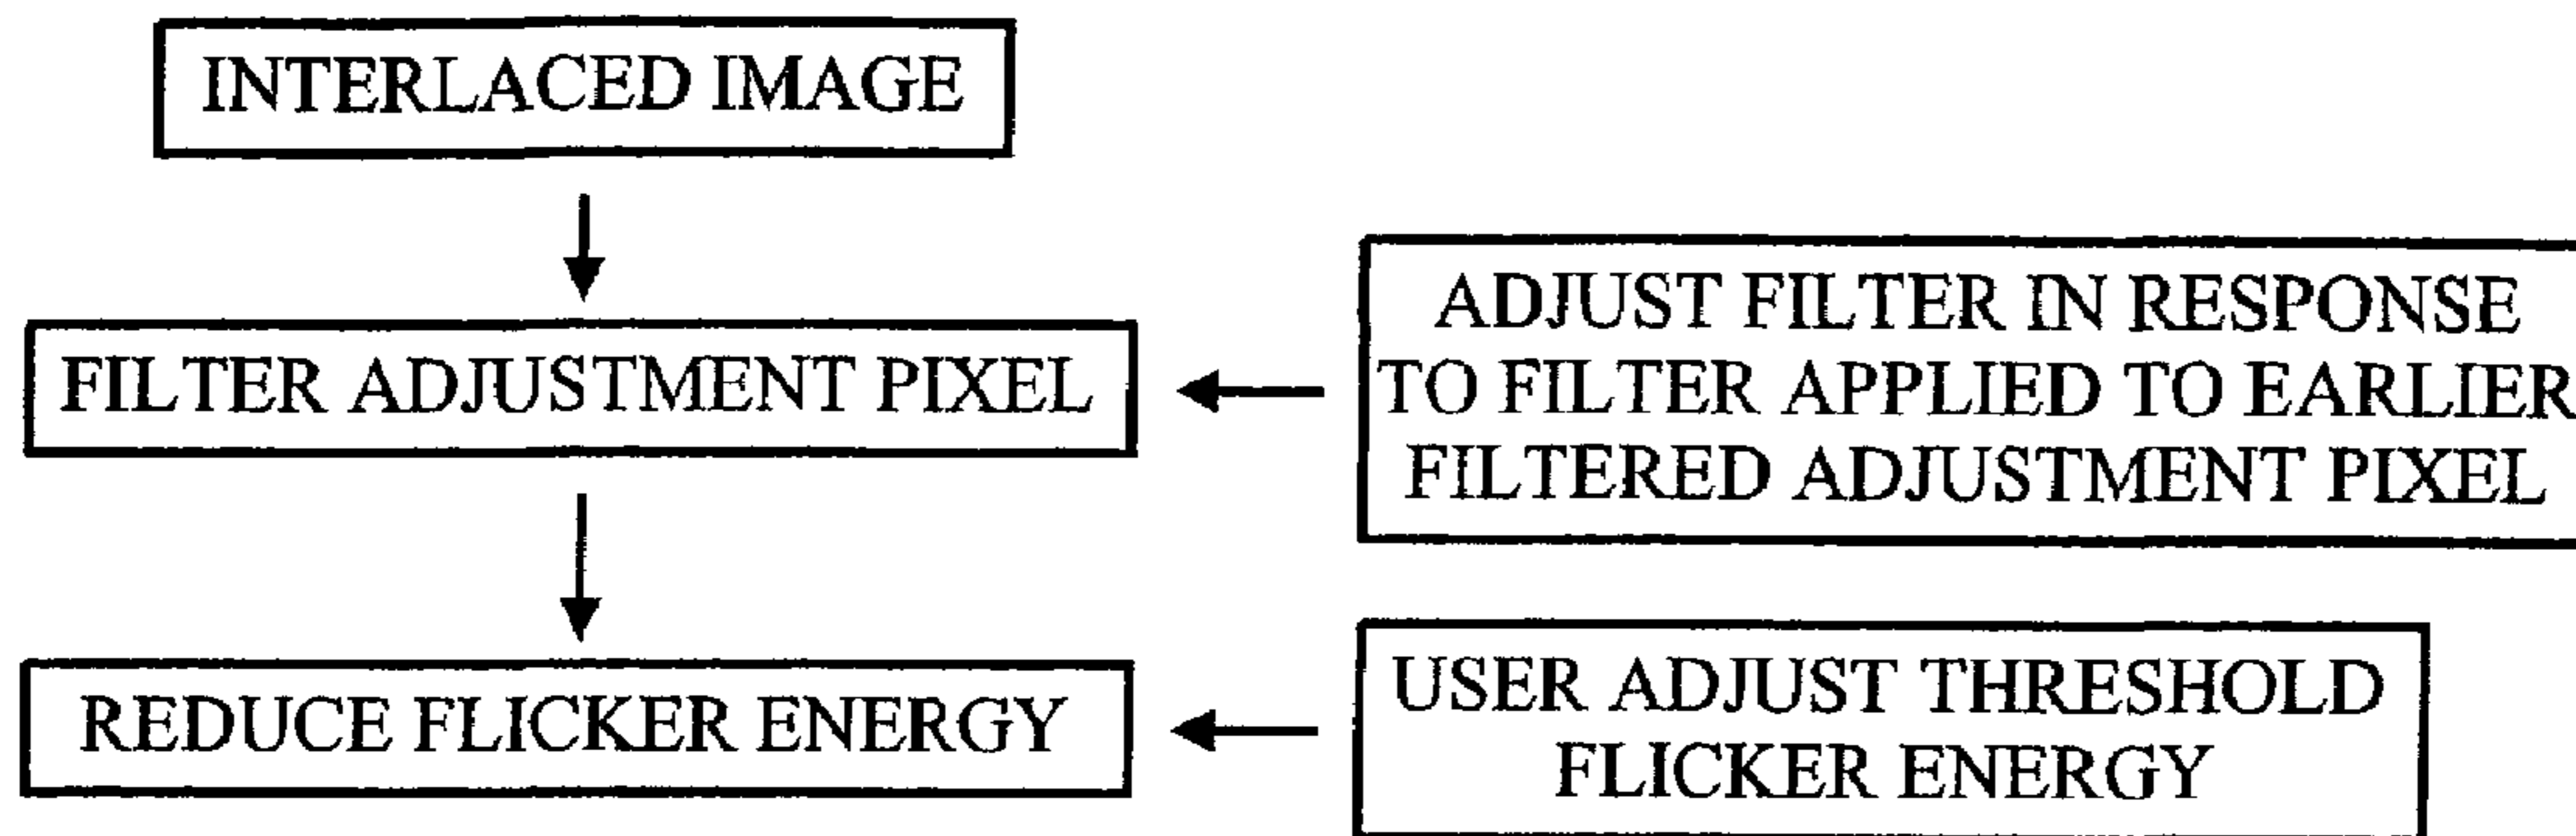 INTERLACED IMAGE
FILTER ADJUSTMENT PIXEL
ADJUST FILTER IN RESPONSE
TO FILTER APPLIED TO EARLIER
FILTERED ADJUSTMENT PIXEL
REDUCE FLICKER ENERGY
USER ADJUST THRESHOLD
FLICKER ENERGY